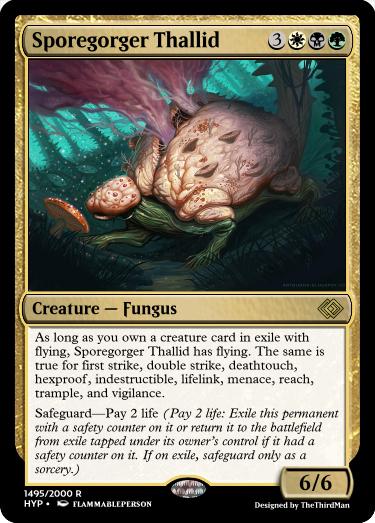 Sporegorger Thallid 3
Creature — Fungus
As long as you own a creature card in exile with
flying, Sporegorger Thallid has flying. The same is
true for first strike, double strike, deathtouch,
hexproof, indestructible, lifelink, menace, reach,
trample, and vigilance.
Safeguard—Pay 2 life (Pay 2 life: Exile this permanent
with a safety counter on it or return it to the battlefield
from exile tapped under its owner's control if it had a
safety counter on it. If on exile, safeguard only as a
sorcery.)
6/6
1495/2000 R
HYP • FLAMMABLEPERSON
Designed by TheThirdMan